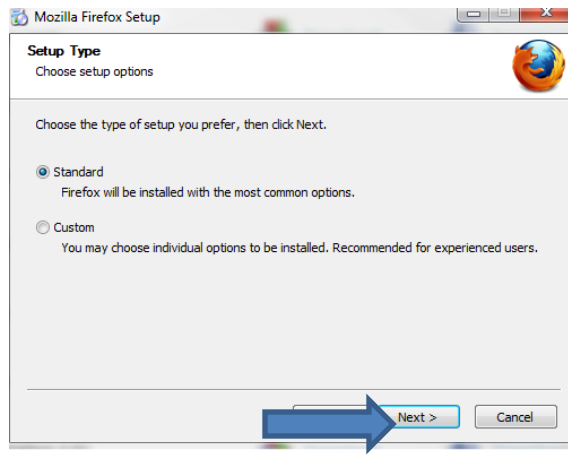 Mozilla Firefox Setup
Setup Type
Choose setup options
Choose the type of setup you prefer, then click Next.
Standard
Firefox will be installed with the most common options.
Custom
You may choose individual options to be installed. Recommended for experienced users.
Next >
Cancel